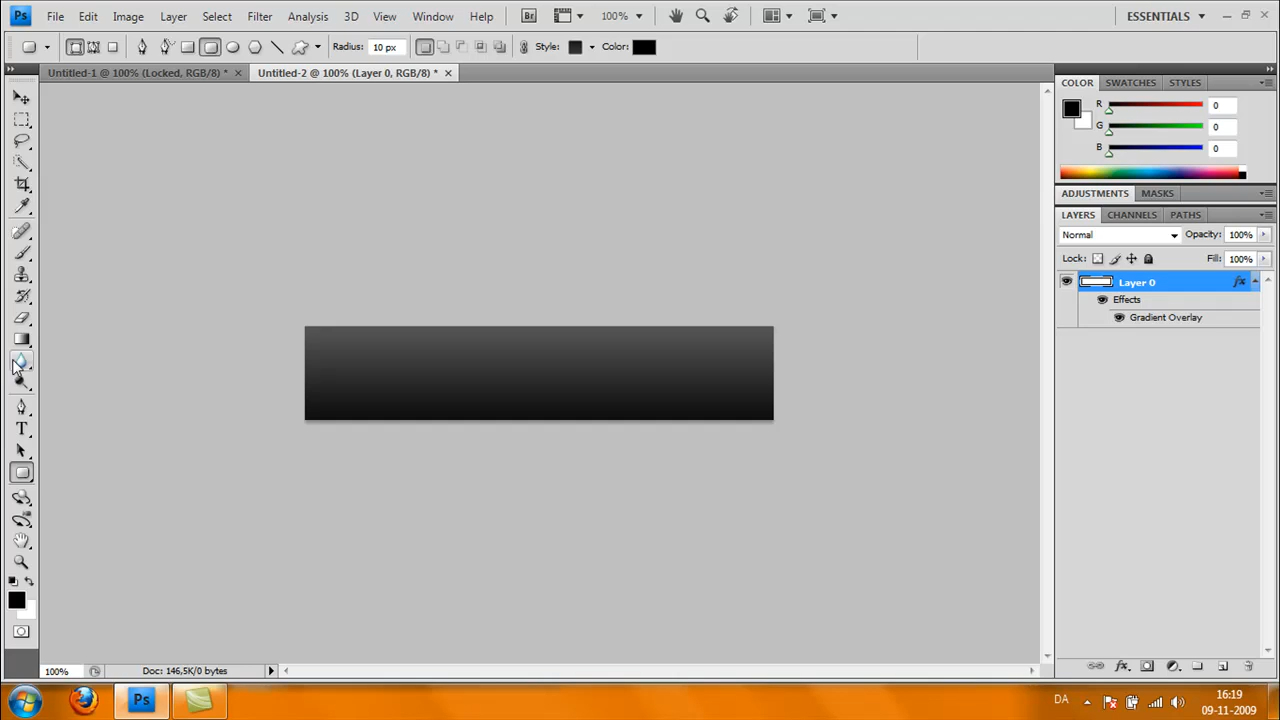 Ps File Edit Image Layer Select Filter Analysis 3D View Window Help Br 100% ESSENTIALS
Radius: 10 px Style: Color:
Untitled-1 @ 100% (Locked, RGB/8) * × Untitled-2 @ 100% (Layer 0, RGB/8) * ×
COLOR SWATCHES STYLES
R 0
G 0
B 0
ADJUSTMENTS MASKS
LAYERS CHANNELS PATHS
Normal Opacity: 100%
Lock: Fill: 100%
Layer 0 fx
Effects
Gradient Overlay
T
100% Doc: 146,5K/0 bytes fx
Ps DA 16:19
09-11-2009